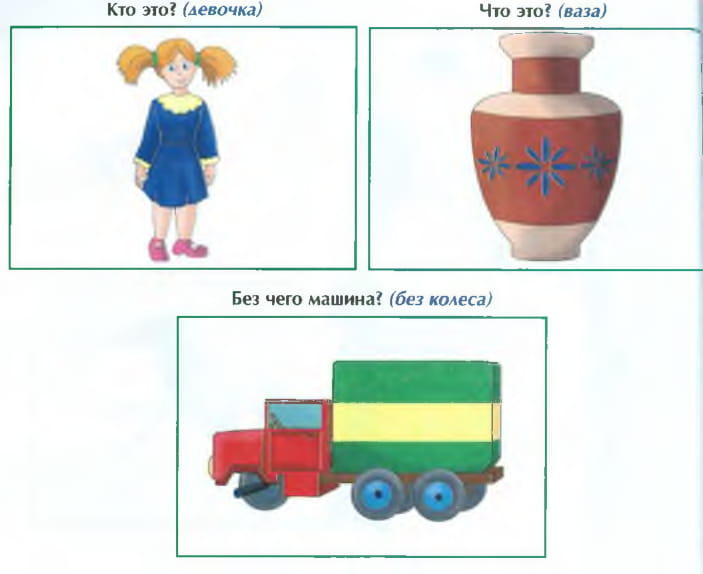 Кто это? (девочка)
Что это? (ваза)
Без чего машина? (без колеса)